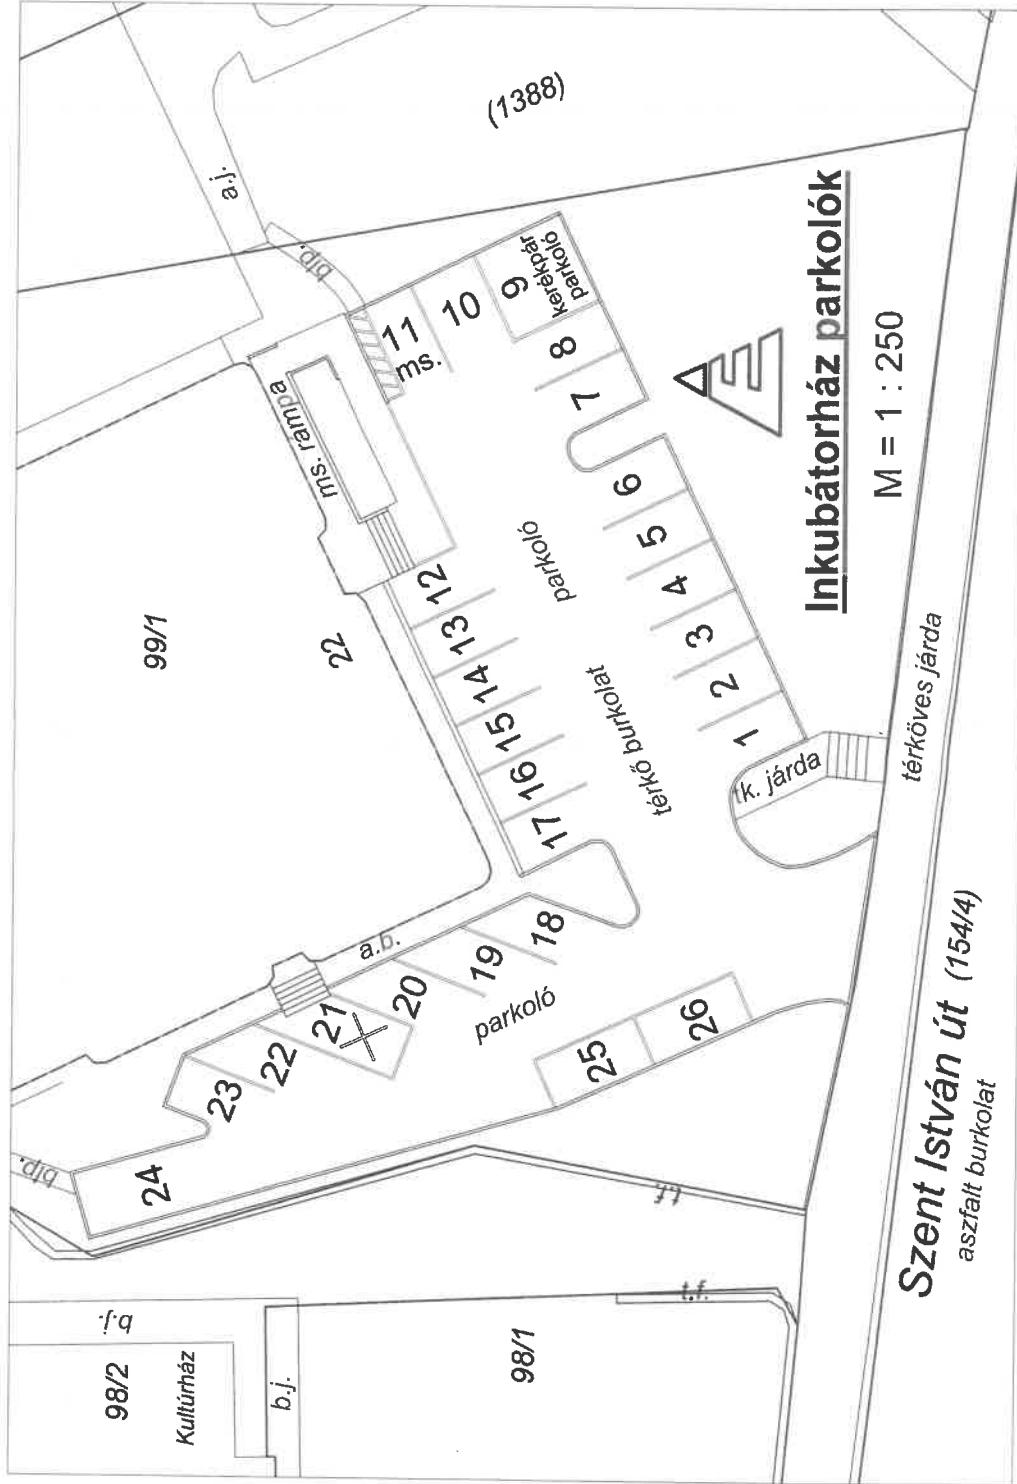 (1388)
a.j.
blp.
11
ms.
10
9
kerékpár
parkoló
8
7
6
5
4
3
2
1
ms. rámpa
99/1
22
12
13
14
15
16
17
parkoló
térkő burkolat
tk. járda
térköves járda
Inkubátorház parkolók
M = 1 : 250
a.b.
18
19
20
21
22
23
24
parkoló
25
26
blp.
t.f.
t.f.
b.j.
98/2
Kultúrház
b.j.
98/1
Szent István út (154/4)
aszfalt burkolat